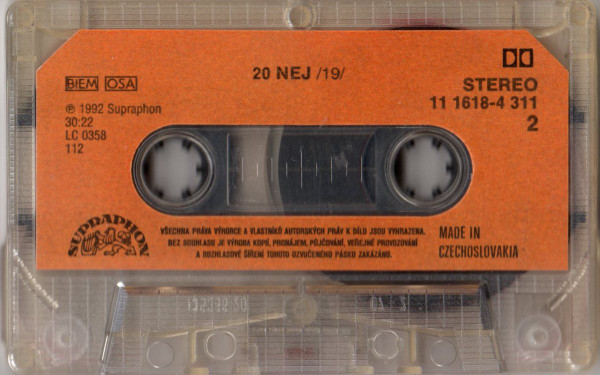 20 NEJ /19/
BIEM OSA
℗ 1992 Supraphon
30:22
LC 0358
112
STEREO
11 1618-4 311
2
SUPRAPHON
VŠECHNA PRÁVA VÝROBCE A VLASTNÍKŮ AUTORSKÝCH PRÁV K DÍLU JSOU VYHRAZENA.
BEZ SOUHLASU JE VÝROBA KOPIÍ, PRONÁJEM, PŮJČOVÁNÍ, VEŘEJNÉ PROVOZOVÁNÍ
A ROZHLASOVÉ ŠÍŘENÍ TOHOTO OZVUČENÉHO PÁSKU ZAKÁZÁNO.
MADE IN
CZECHOSLOVAKIA